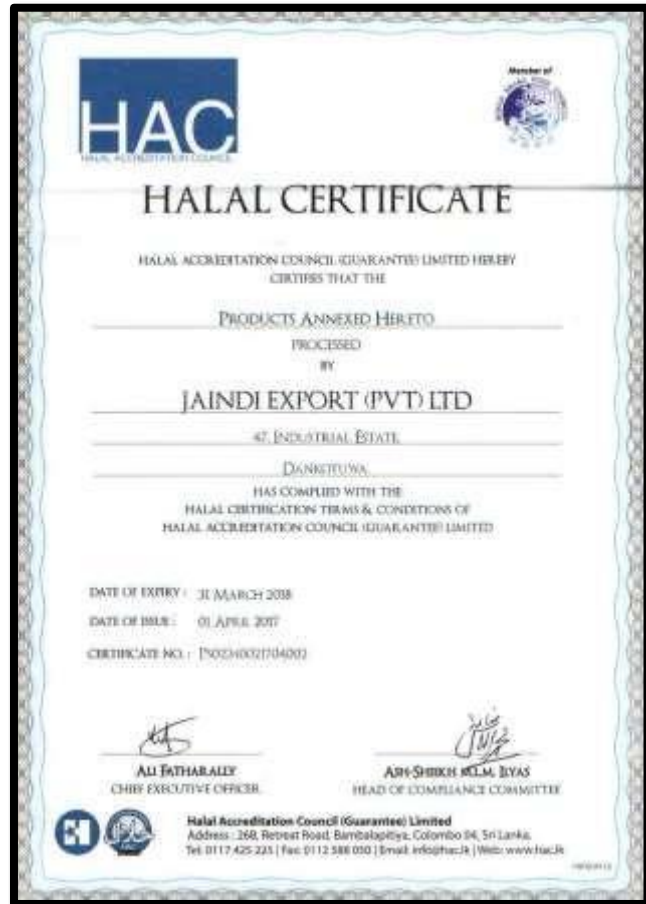 Member of
HAC
HALAL ACCREDITATION COUNCIL
HALAL CERTIFICATE
HALAL ACCREDITATION COUNCIL (GUARANTEE) LIMITED HEREBY
CERTIFIES THAT THE
PRODUCTS ANNEXED HERETO
PROCESSED
BY
JAINDI EXPORT (PVT) LTD
47, INDUSTRIAL ESTATE,
DANKOTUWA.
HAS COMPLIED WITH THE
HALAL CERTIFICATION TERMS & CONDITIONS OF
HALAL ACCREDITATION COUNCIL (GUARANTEE) LIMITED
DATE OF EXPIRY : 31 MARCH 2018
DATE OF ISSUE : 01 APRIL 2017
CERTIFICATE NO. :
ALI FATHARALLY
ASH-SHEIKH M.L.M. ILYAS
CHIEF EXECUTIVE OFFICER
HEAD OF COMPLIANCE COMMITTEE
Halal Accreditation Council (Guarantee) Limited
Address : 268, Retreat Road, Bambalapitiya, Colombo 04, Sri Lanka.
Tel: 0117 425 225 | Fax: 0112 588 050 | Email: info@hac.lk | Web: www.hac.lk